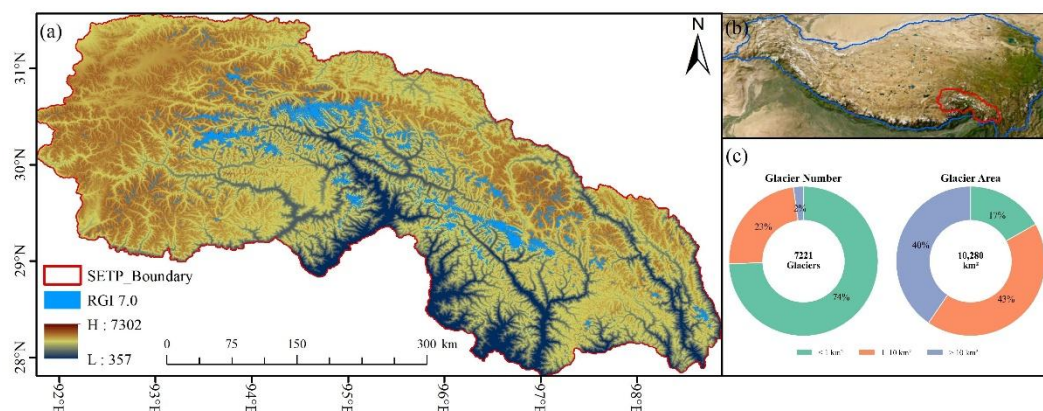 (a)
N
31°N
30°N
29°N
28°N
SETP_Boundary
RGI 7.0
H : 7302
L : 357
0 75 150 300 km
92°E 93°E 94°E 95°E 96°E 97°E 98°E
(b)
(c)
Glacier Number
2%
23%
7221
Glaciers
74%
Glacier Area
17%
40%
10,280
km²
43%
< 1 km² 1-10 km² > 10 km²